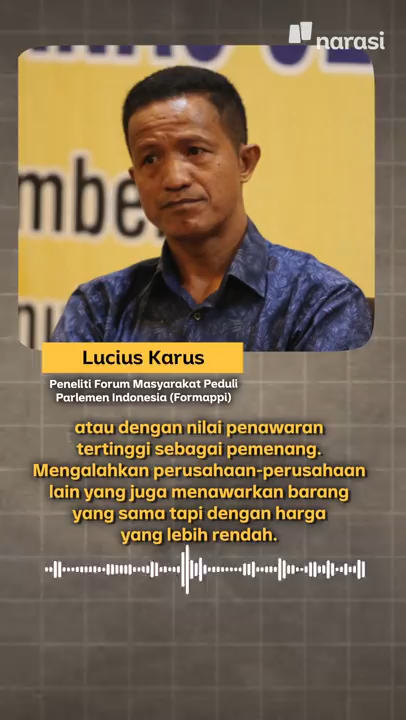 narasi
mbe
Lucius Karus
Peneliti Forum Masyarakat Peduli
Parlemen Indonesia (Formappi)
atau dengan nilai penawaran
tertinggi sebagai pemenang.
Mengalahkan perusahaan-perusahaan
lain yang juga menawarkan barang
yang sama tapi dengan harga
yang lebih rendah.